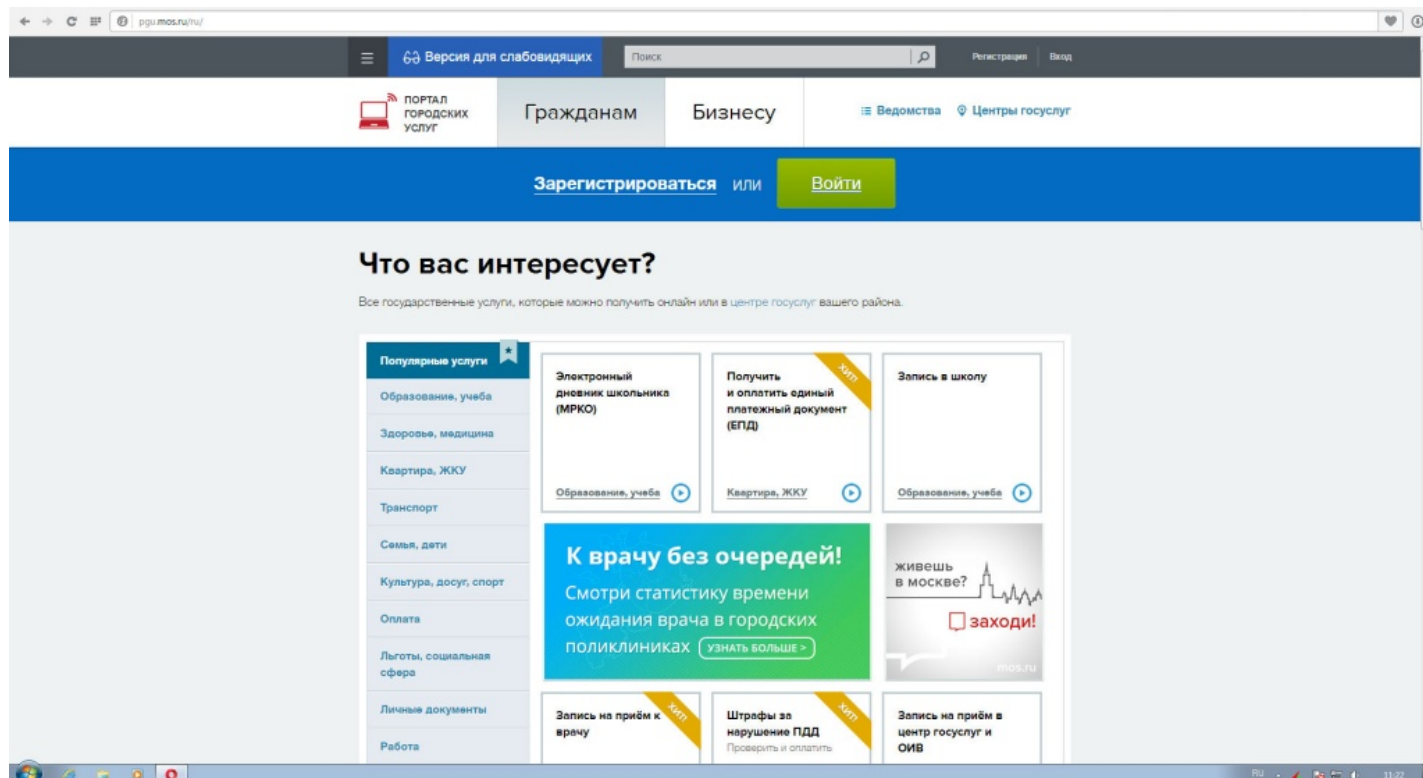 pgu.mos.ru/ru/
Версия для слабовидящих
Поиск
Регистрация
Вход
ПОРТАЛ
ГОРОДСКИХ
УСЛУГ
Гражданам
Бизнесу
Ведомства
Центры госуслуг
Зарегистрироваться или Войти
Что вас интересует?
Все государственные услуги, которые можно получить онлайн или в центре госуслуг вашего района.
Популярные услуги
Образование, учеба
Здоровье, медицина
Квартира, ЖКУ
Транспорт
Семья, дети
Культура, досуг, спорт
Оплата
Льготы, социальная
сфера
Личные документы
Работа
Электронный
дневник школьника
(МРКО)
Образование, учеба
Получить
и оплатить единый
платежный документ
(ЕПД)
ХИТ!
Квартира, ЖКУ
Запись в школу
Образование, учеба
К врачу без очередей!
Смотри статистику времени
ожидания врача в городских
поликлиниках УЗНАТЬ БОЛЬШЕ >
живешь
в москве?
заходи!
mos.ru
Запись на приём к
врачу
ХИТ!
Штрафы за
нарушение ПДД
Проверить и оплатить
ХИТ!
Запись на приём в
центр госуслуг и
ОИВ
RU
11:22